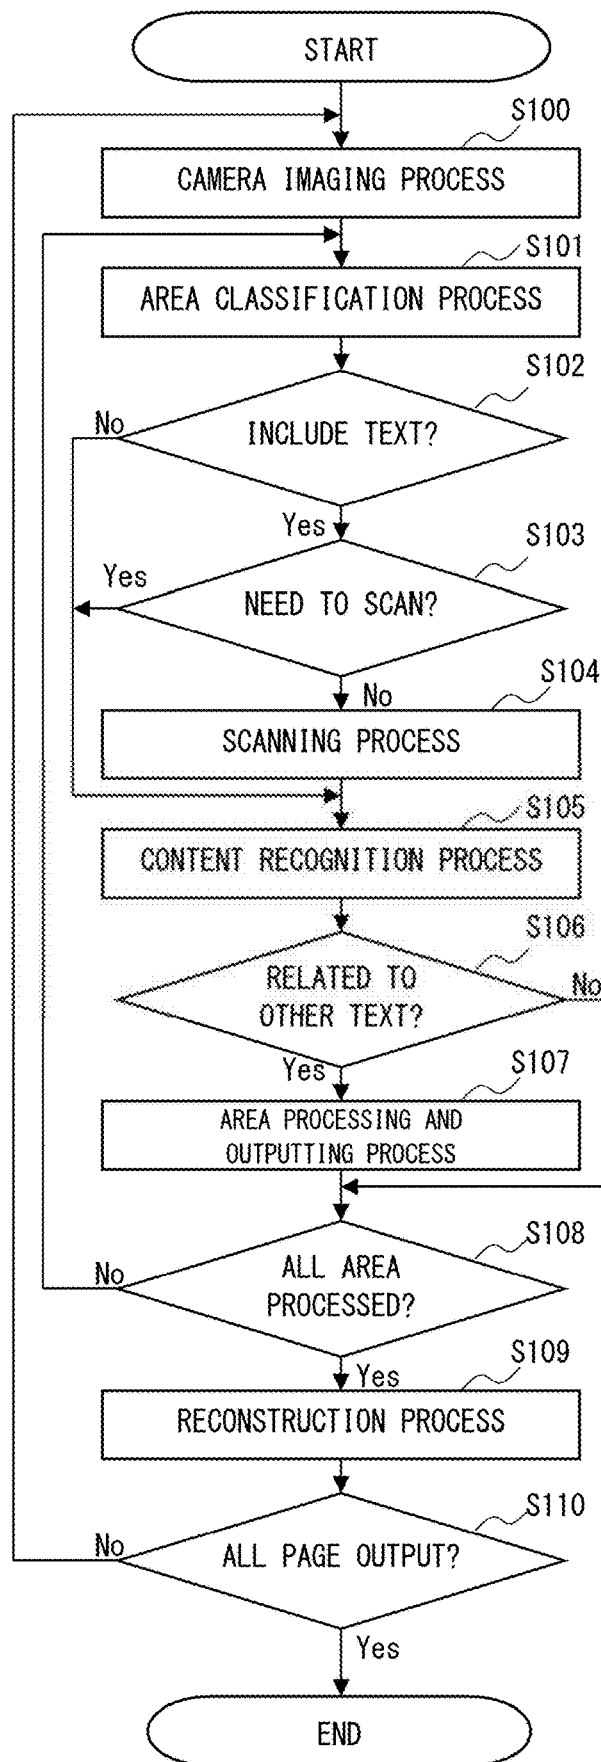 START
S100
CAMERA IMAGING PROCESS
S101
AREA CLASSIFICATION PROCESS
S102
No
INCLUDE TEXT?
Yes
S103
Yes
NEED TO SCAN?
S104
No
SCANNING PROCESS
S105
CONTENT RECOGNITION PROCESS
S106
RELATED TO
OTHER TEXT?
No
Yes
S107
AREA PROCESSING AND
OUTPUTTING PROCESS
S108
No
ALL AREA
PROCESSED?
S109
Yes
RECONSTRUCTION PROCESS
S110
No
ALL PAGE OUTPUT?
Yes
END